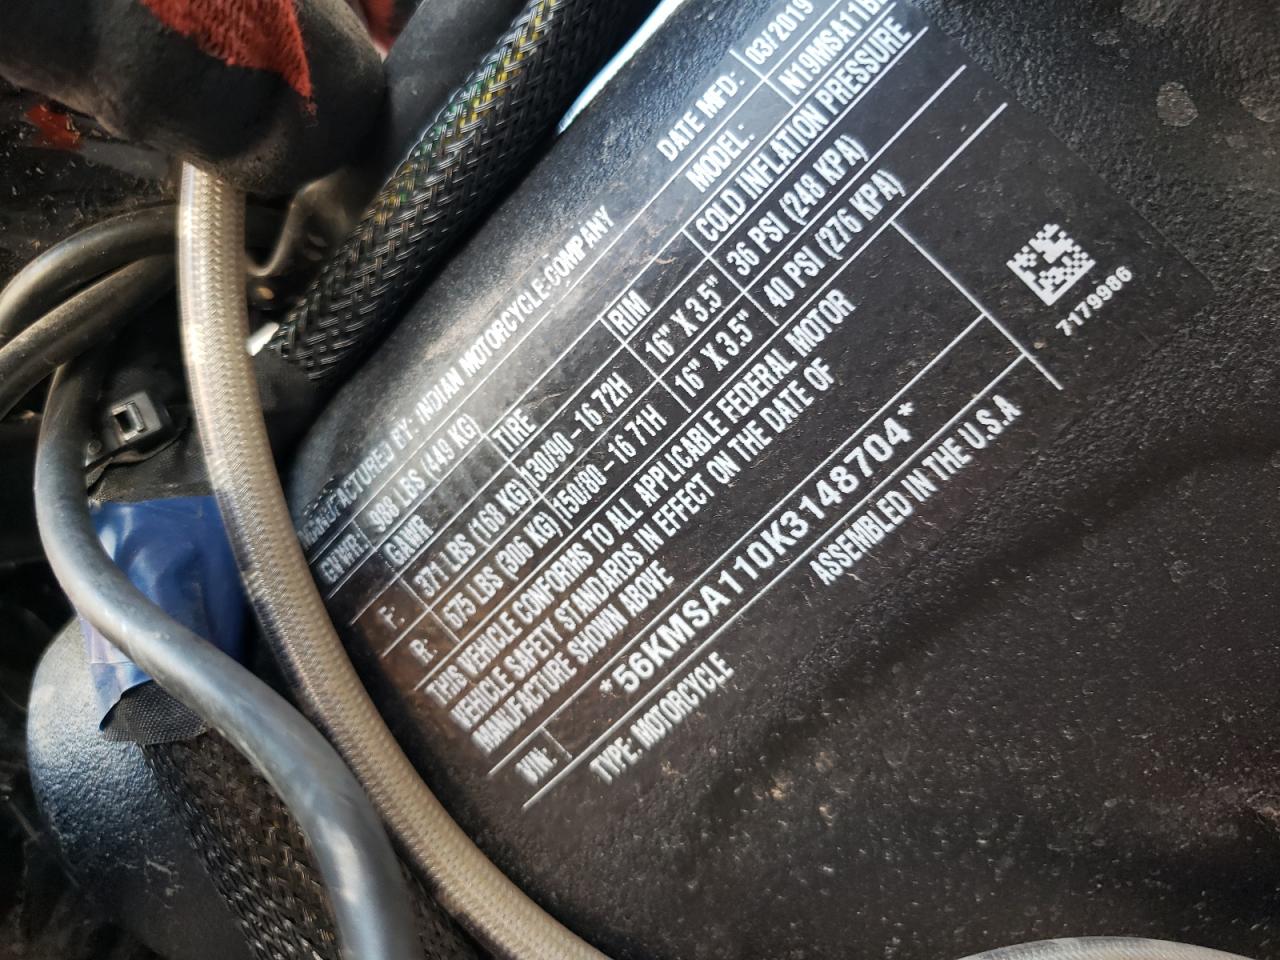 MANUFACTURED BY: INDIAN MOTORCYCLE COMPANY DATE MFD: 03/2019
GVWR: 988 LBS (449 KG) MODEL: N19MSA11B
GAWR TIRE RIM COLD INFLATION PRESSURE
F: 371 LBS (168 KG) 130/90-16 72H 16" X 3.5" 36 PSI (248 KPA)
R: 675 LBS (306 KG) 150/80-16 71H 16" X 3.5" 40 PSI (276 KPA)
THIS VEHICLE CONFORMS TO ALL APPLICABLE FEDERAL MOTOR
VEHICLE SAFETY STANDARDS IN EFFECT ON THE DATE OF
MANUFACTURE SHOWN ABOVE
VIN: *56KMSA110K3148704*
TYPE: MOTORCYCLE ASSEMBLED IN THE U.S.A
7179986